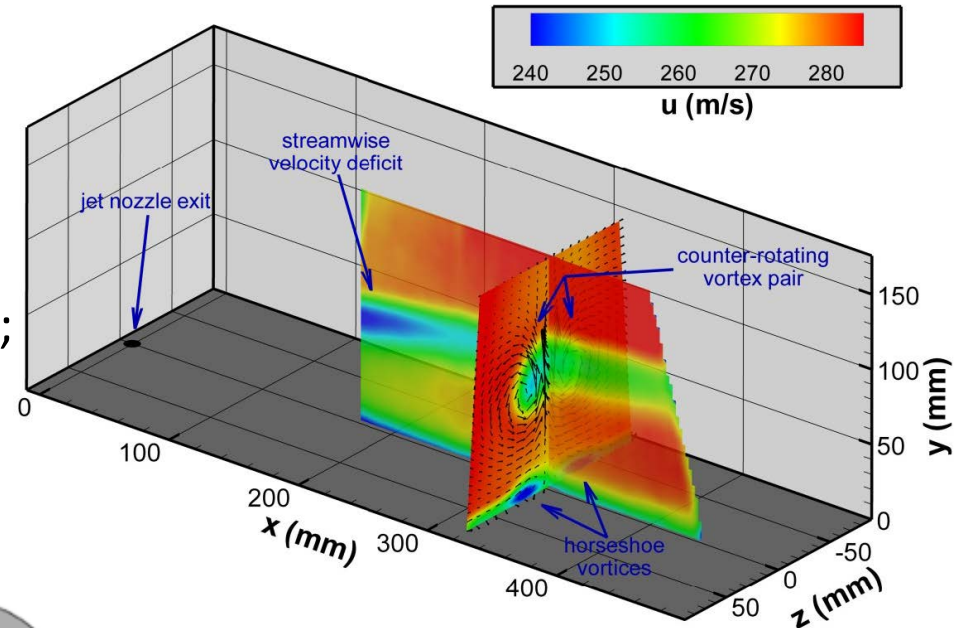 240 250 260 270 280
u (m/s)
streamwise
velocity deficit
jet nozzle exit
counter-rotating
vortex pair
;
150
100
50
0
y (mm)
0
100
200
300
400
x (mm)
horseshoe
vortices
-50
0
50
z (mm)